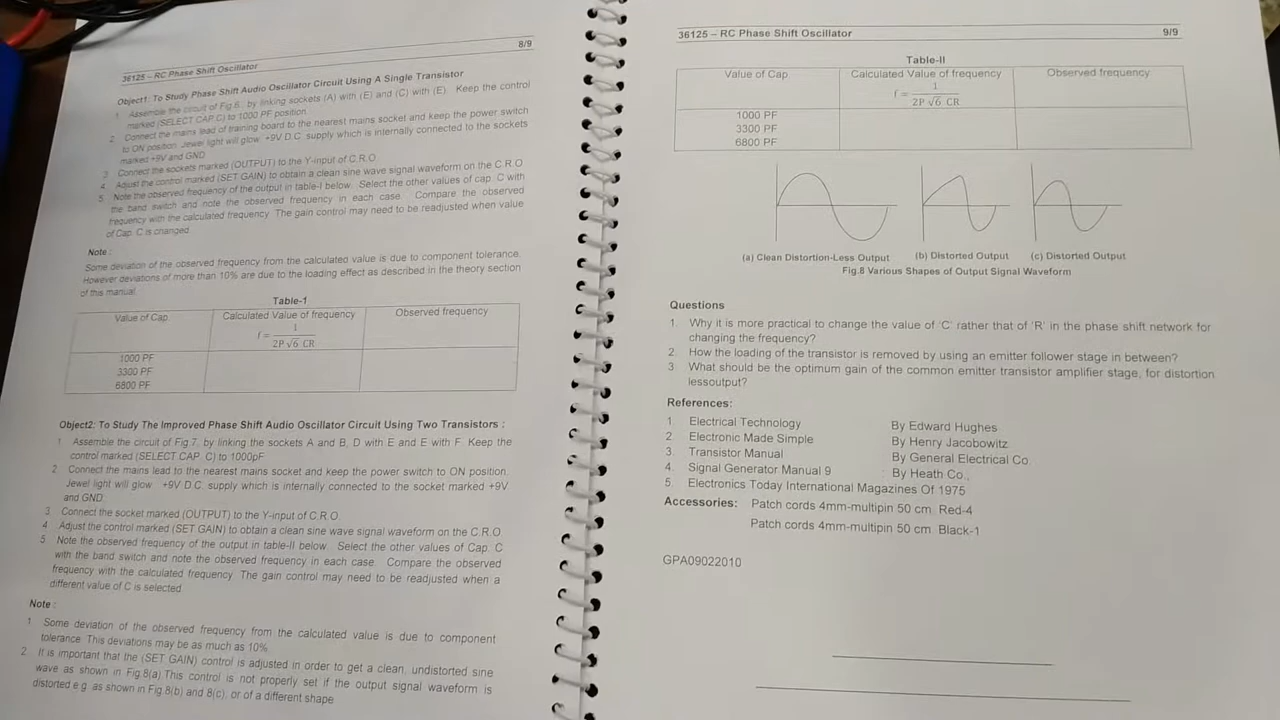 8/9
36125 – RC Phase Shift Oscillator
Object1: To Study Phase Shift Audio Oscillator Circuit Using A Single Transistor
1 Assemble the circuit of Fig.6, by linking sockets (A) with (E) and (C) with (E). Keep the control
marked (SELECT CAP.C) to 1000 PF position.
2. Connect the mains lead of training board to the nearest mains socket and keep the power switch
to ON position. Jewel light will glow. +9V D.C. supply which is internally connected to the sockets
marked +9V and GND.
3 Connect the sockets marked (OUTPUT) to the Y-input of C.R.O.
4. Adjust the control marked (SET GAIN) to obtain a clean sine wave signal waveform on the C.R.O
5. Note the observed frequency of the output in table-I below. Select the other values of cap. C with
the band switch and note the observed frequency in each case. Compare the observed
frequency with the calculated frequency. The gain control may need to be readjusted when value
of Cap. C is changed.
Note :
Some deviation of the observed frequency from the calculated value is due to component tolerance.
However deviations of more than 10% are due to the loading effect as described in the theory section
of this manual.
Table-1
Value of Cap. Calculated Value of frequency Observed frequency
f = 1
2P √6 CR
1000 PF
3300 PF
6800 PF
Object2: To Study The Improved Phase Shift Audio Oscillator Circuit Using Two Transistors :
1 Assemble the circuit of Fig.7, by linking the sockets A and B, D with E and E with F. Keep the
control marked (SELECT CAP. C) to 1000pF.
2 Connect the mains lead to the nearest mains socket and keep the power switch to ON position.
Jewel light will glow. +9V D.C. supply which is internally connected to the socket marked +9V
and GND.
3. Connect the socket marked (OUTPUT) to the Y-input of C.R.O.
4 Adjust the control marked (SET GAIN) to obtain a clean sine wave signal waveform on the C.R.O
5 Note the observed frequency of the output in table-II below. Select the other values of Cap. C
with the band switch and note the observed frequency in each case. Compare the observed
frequency with the calculated frequency. The gain control may need to be readjusted when a
different value of C is selected.
Note :
1 Some deviation of the observed frequency from the calculated value is due to component
tolerance. This deviations may be as much as 10%.
2. It is important that the (SET GAIN) control is adjusted in order to get a clean, undistorted sine
wave as shown in Fig.8(a).This control is not properly set if the output signal waveform is
distorted e.g. as shown in Fig.8(b) and 8(c), or of a different shape
36125 – RC Phase Shift Oscillator 9/9
Table-II
Value of Cap. Calculated Value of frequency Observed frequency
f = 1
2P √6 CR
1000 PF
3300 PF
6800 PF
(a) Clean Distortion-Less Output (b) Distorted Output (c) Distorted Output
Fig.8 Various Shapes of Output Signal Waveform
Questions
1. Why it is more practical to change the value of 'C' rather that of 'R' in the phase shift network for
changing the frequency?
2. How the loading of the transistor is removed by using an emitter follower stage in between?
3 What should be the optimum gain of the common emitter transistor amplifier stage, for distortion
lessoutput?
References:
1 Electrical Technology By Edward Hughes
2. Electronic Made Simple By Henry Jacobowitz
3. Transistor Manual By General Electrical Co.
4. Signal Generator Manual 9 By Heath Co.,
5. Electronics Today International Magazines Of 1975
Accessories: Patch cords 4mm-multipin 50 cm. Red-4
Patch cords 4mm-multipin 50 cm. Black-1
GPA09022010